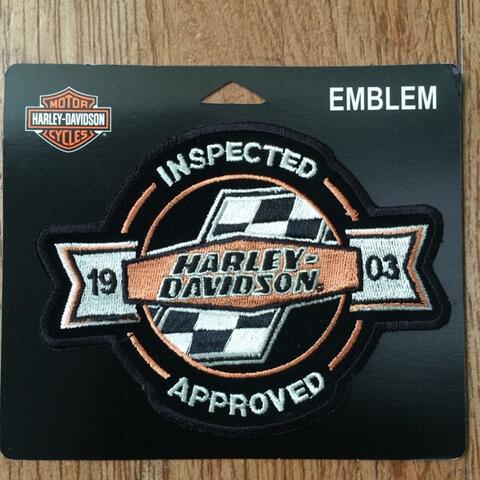 MOTOR
HARLEY-DAVIDSON
CYCLES
EMBLEM
INSPECTED
19 HARLEY- 03
DAVIDSON
APPROVED